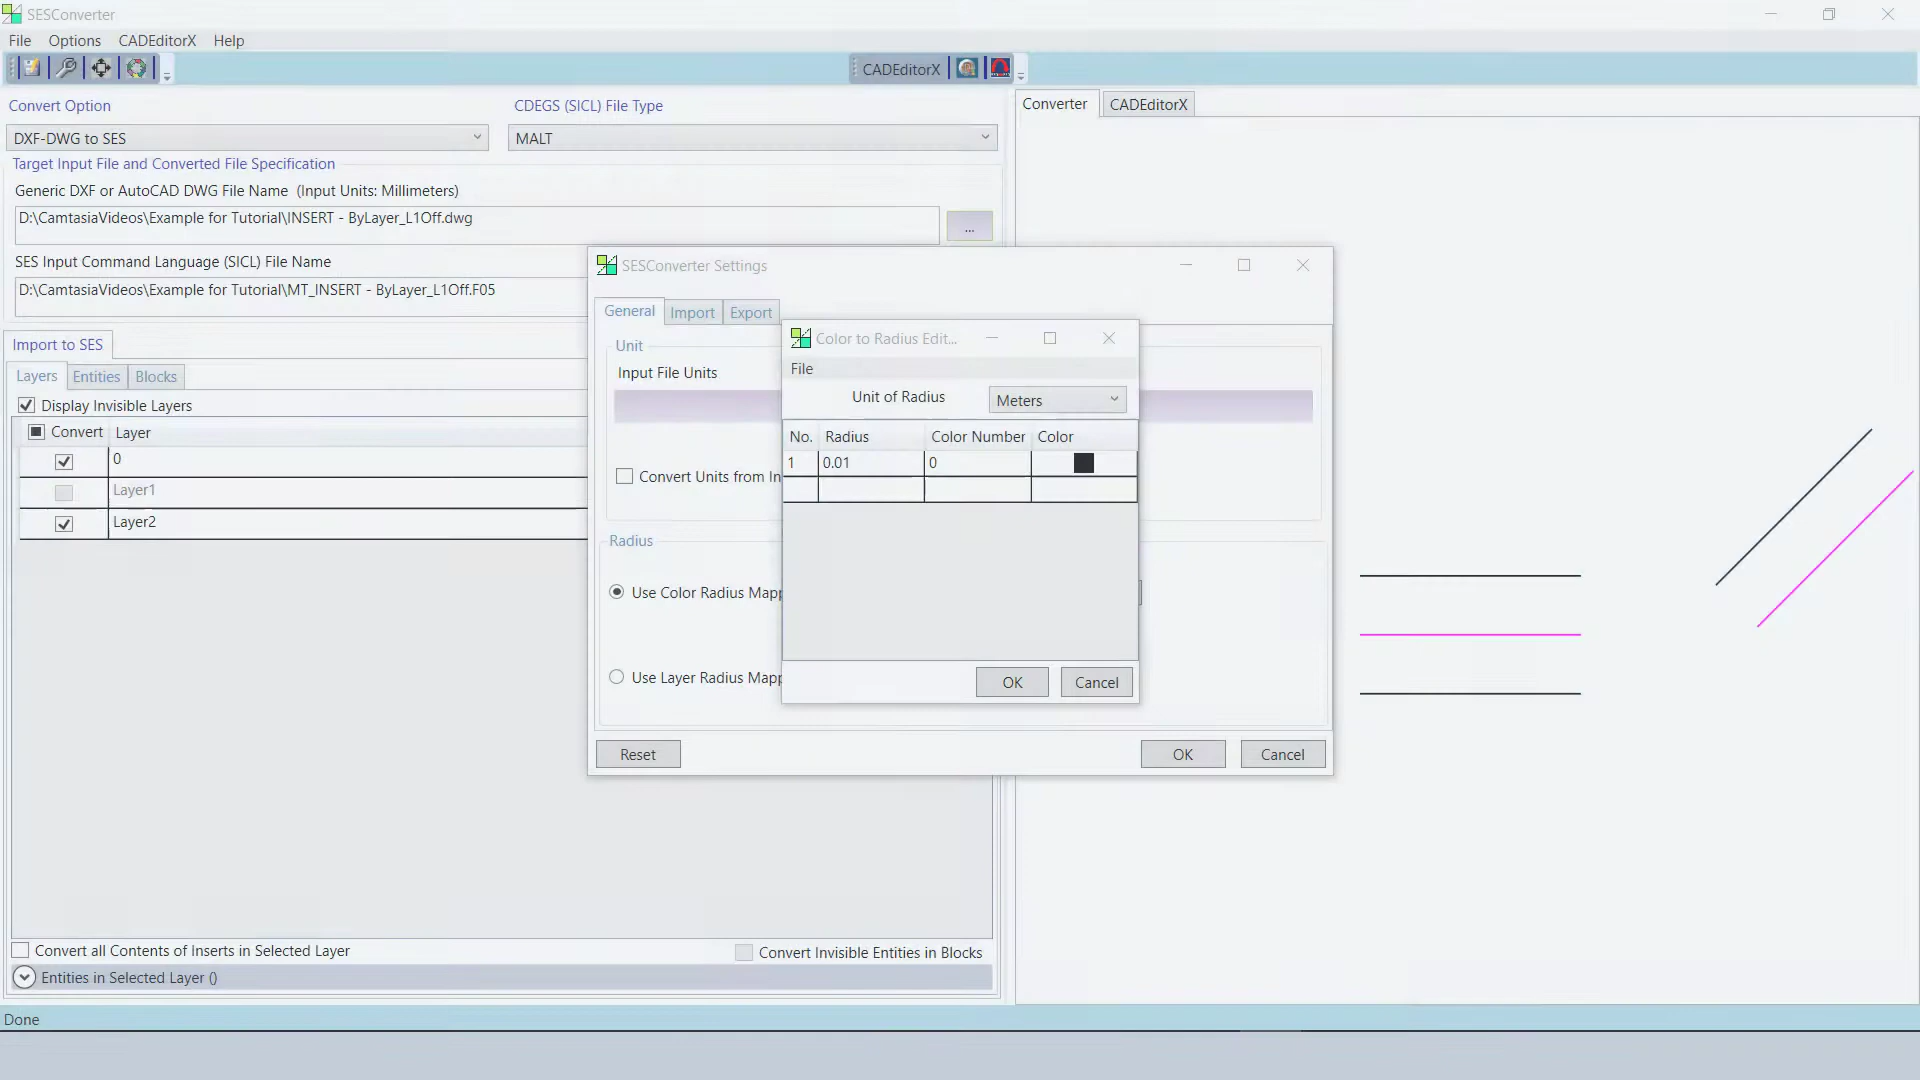 SESConverter
File Options CADEditorX Help
CADEditorX
Convert Option
CDEGS (SICL) File Type
DXF-DWG to SES
MALT
Target Input File and Converted File Specification
Generic DXF or AutoCAD DWG File Name (Input Units: Millimeters)
D:\CamtasiaVideos\Example for Tutorial\INSERT - ByLayer_L1Off.dwg
...
SES Input Command Language (SICL) File Name
D:\CamtasiaVideos\Example for Tutorial\MT_INSERT - ByLayer_L1Off.F05
Import to SES
Layers Entities Blocks
Display Invisible Layers
Convert Layer
0
Layer1
Layer2
Convert all Contents of Inserts in Selected Layer
Convert Invisible Entities in Blocks
Entities in Selected Layer ()
Done
Converter CADEditorX
SESConverter Settings
General Import Export
Unit
Input File Units
Convert Units from In
Radius
Use Color Radius Mapp
Use Layer Radius Mapp
Reset
OK
Cancel
Color to Radius Edit...
File
Unit of Radius
Meters
No. Radius Color Number Color
1 0.01 0
OK
Cancel